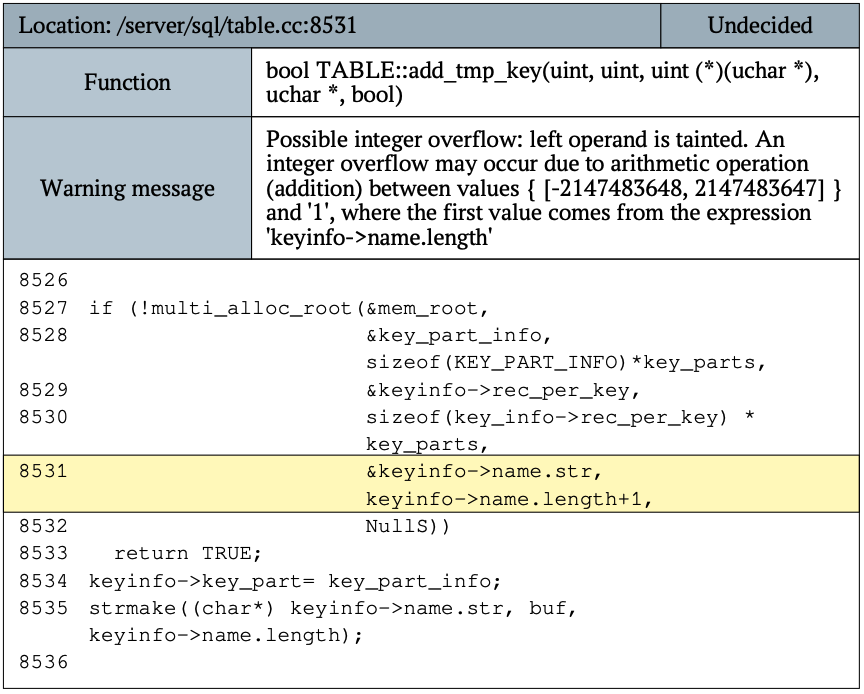 Location: /server/sql/table.cc:8531 Undecided
Function bool TABLE::add_tmp_key(uint, uint, uint (*)(uchar *),
uchar *, bool)
Warning message Possible integer overflow: left operand is tainted. An
integer overflow may occur due to arithmetic operation
(addition) between values { [-2147483648, 2147483647] }
and '1', where the first value comes from the expression
'keyinfo->name.length'
8526
8527 if (!multi_alloc_root(&mem_root,
8528 &key_part_info,
sizeof(KEY_PART_INFO)*key_parts,
8529 &keyinfo->rec_per_key,
8530 sizeof(key_info->rec_per_key) *
key_parts,
8531 &keyinfo->name.str,
keyinfo->name.length+1,
8532 NullS))
8533 return TRUE;
8534 keyinfo->key_part= key_part_info;
8535 strmake((char*) keyinfo->name.str, buf,
keyinfo->name.length);
8536